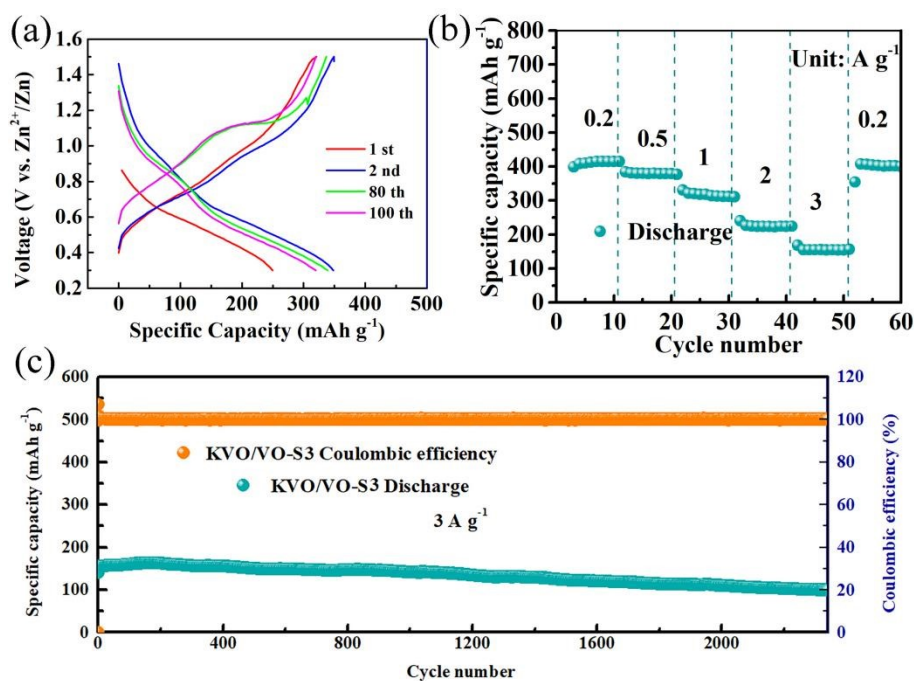 (a)
1.6
1.4
1.2
1.0
0.8
0.6
0.4
0.2
Voltage (V vs. Zn2+/Zn)
1 st
2 nd
80 th
100 th
0 100 200 300 400 500
Specific Capacity (mAh g-1)
(b)
800
700
600
500
400
300
200
100
0
Specific capacity (mAh g-1)
Unit: A g-1
0.2
0.5
1
2
3
0.2
Discharge
0 10 20 30 40 50 60
Cycle number
(c)
600
500
400
300
200
100
0
Specific capacity (mAh g-1)
KVO/VO-S3 Coulombic efficiency
KVO/VO-S3 Discharge
3 A g-1
120
100
80
60
40
20
0
Coulombic efficiency (%)
0 400 800 1200 1600 2000
Cycle number